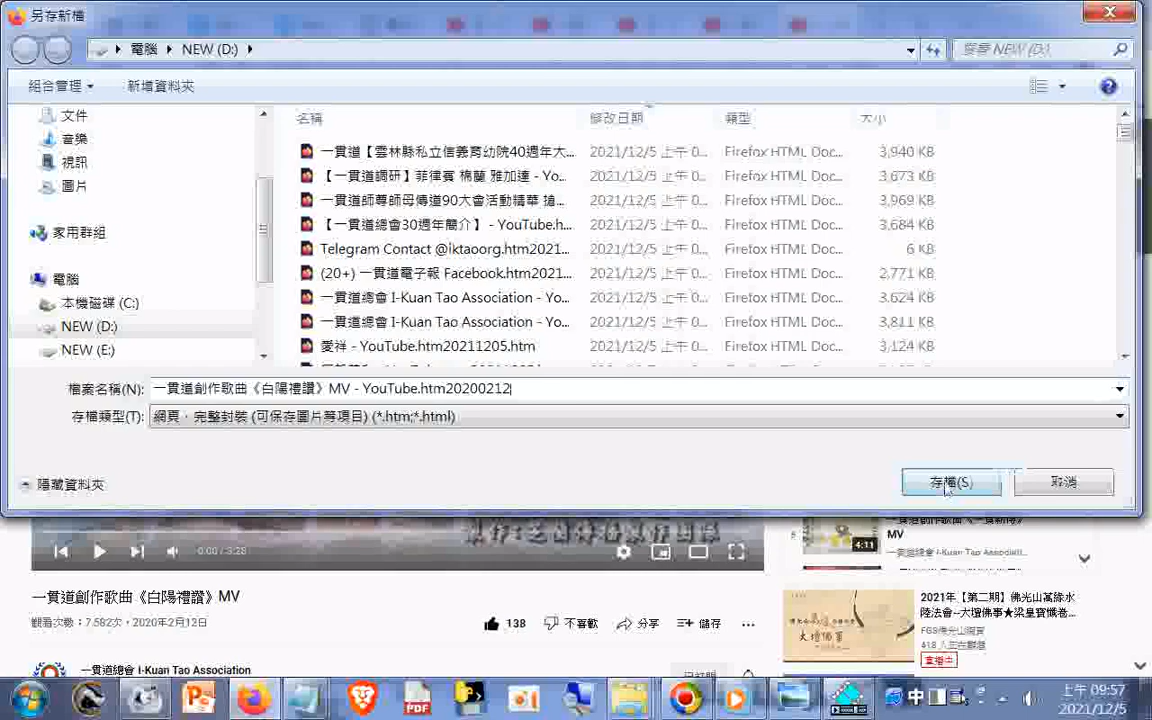 另存新檔
電腦 ▸ NEW (D:) ▸
搜尋 NEW (D:)
組合管理 新增資料夾
文件
音樂
視訊
圖片
家用群組
電腦
本機磁碟 (C:)
NEW (D:)
NEW (E:)
名稱 修改日期 類型 大小
一貫道【雲林縣私立信義育幼院40週年大... 2021/12/5 上午 0... Firefox HTML Doc... 3,940 KB
【一貫道調研】菲律賓 棉蘭 雅加達 - Yo... 2021/12/5 上午 0... Firefox HTML Doc... 3,673 KB
一貫道師尊師母傳道90大會活動精華 搶... 2021/12/5 上午 0... Firefox HTML Doc... 3,969 KB
【一貫道總會30週年簡介】 - YouTube.h... 2021/12/5 上午 0... Firefox HTML Doc... 3,684 KB
Telegram Contact @iktaoorg.htm2021... 2021/12/5 上午 0... Firefox HTML Doc... 6 KB
(20+) 一貫道電子報 Facebook.htm2021... 2021/12/5 上午 0... Firefox HTML Doc... 2,771 KB
一貫道總會 I-Kuan Tao Association - Yo... 2021/12/5 上午 0... Firefox HTML Doc... 3,624 KB
一貫道總會 I-Kuan Tao Association - Yo... 2021/12/5 上午 0... Firefox HTML Doc... 3,811 KB
愛祥 - YouTube.htm20211205.htm 2021/12/5 上午 0... Firefox HTML Doc... 3,124 KB
檔案名稱(N): 一貫道創作歌曲《白陽禮讚》MV - YouTube.htm20200212
存檔類型(T): 網頁，完整封裝 (可保存圖片等項目) (*.htm;*.html)
隱藏資料夾
存檔(S) 取消
0:00 / 3:28
一貫道創作歌曲《白陽禮讚》MV
觀看次數：7,582次 · 2020年2月12日
138 不喜歡 分享 儲存
一貫道總會 I-Kuan Tao Association
已訂閱
MV
一貫道總會 I-Kuan Tao Associati...
4:11
2021年【第二期】佛光山萬緣水
陸法會--大壇佛事★梁皇寶懺卷...
直播中
PDF
中
上午 09:57
2021/12/5